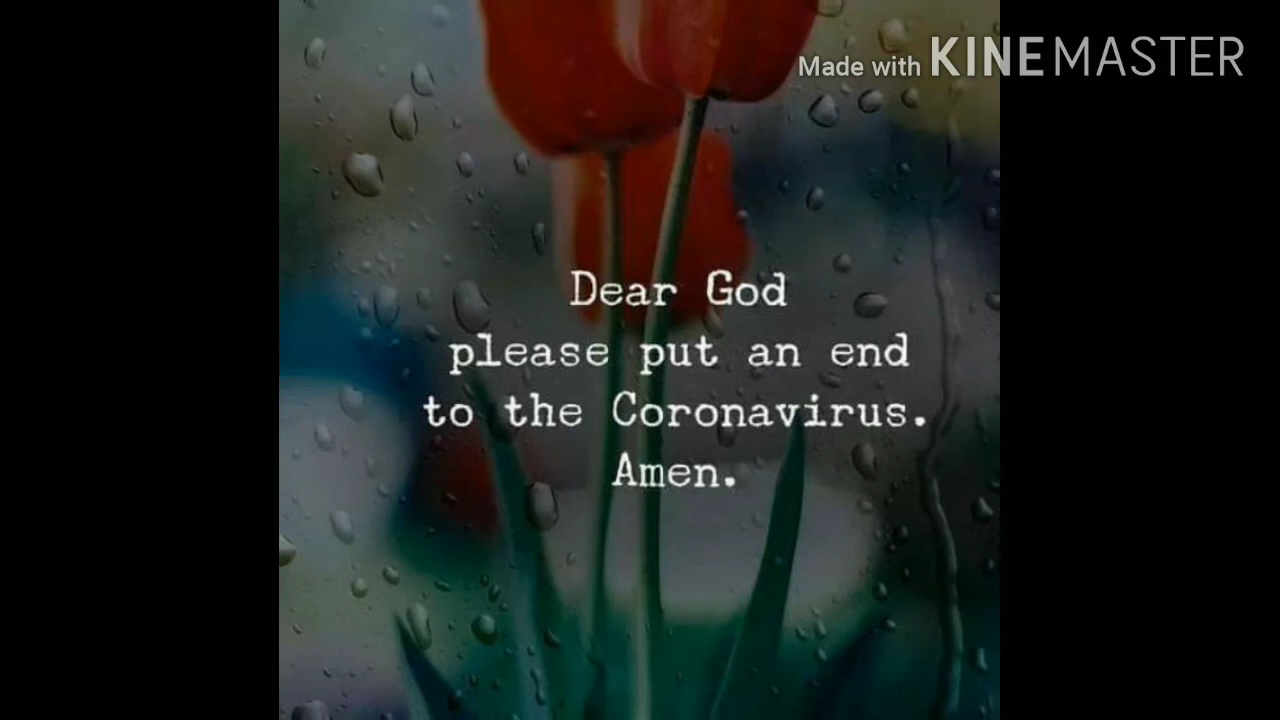 Made with KINEMASTER
Dear God
please put an end
to the Coronavirus.
Amen.